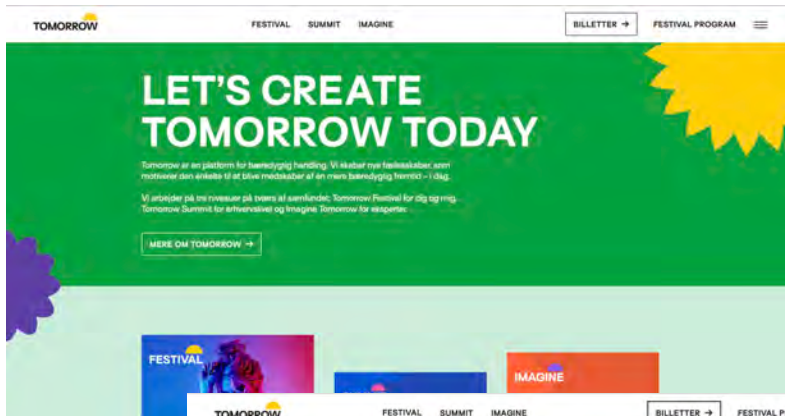 TOMORROW
FESTIVAL SUMMIT IMAGINE
BILLETTER →
FESTIVAL PROGRAM
LET'S CREATE
TOMORROW TODAY
Tomorrow er en platform for bæredygtig handling. Vi skaber nye fælleskaber, som
motiverer den enkelte til at blive medskaber af en mere bæredygtig fremtid – i dag.
Vi arbejder på tre niveauer på tværs af samfundet; Tomorrow Festival for dig og mig,
Tomorrow Summit for erhvervslivet og Imagine Tomorrow for eksperter.
MERE OM TOMORROW →
FESTIVAL
IMAGINE
TOMORROW
FESTIVAL SUMMIT IMAGINE
BILLETTER →
FESTIVAL P